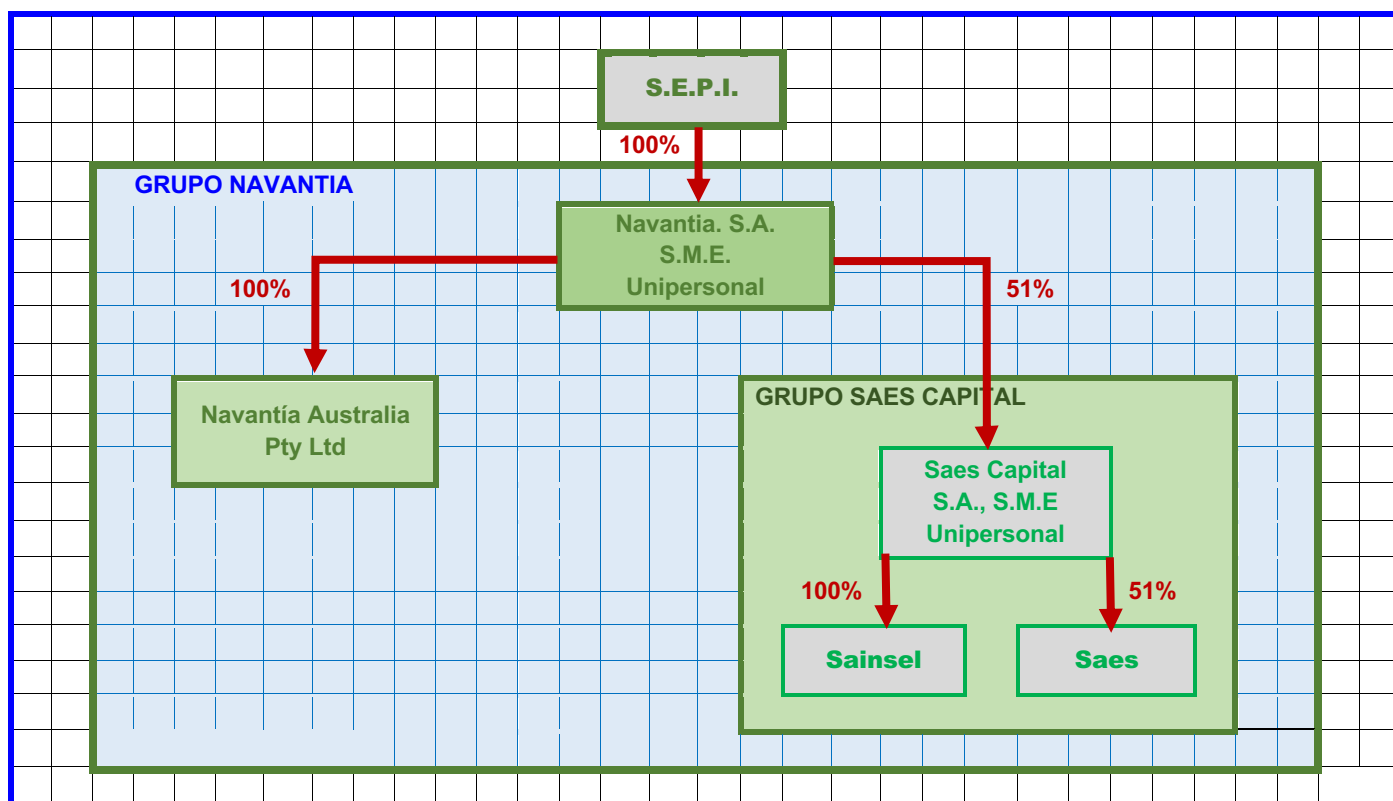 S.E.P.I.
100%
GRUPO NAVANTIA
Navantia. S.A.
S.M.E.
Unipersonal
100%
51%
Navantía Australia
Pty Ltd
GRUPO SAES CAPITAL
Saes Capital
S.A., S.M.E
Unipersonal
100%
51%
Sainsel
Saes